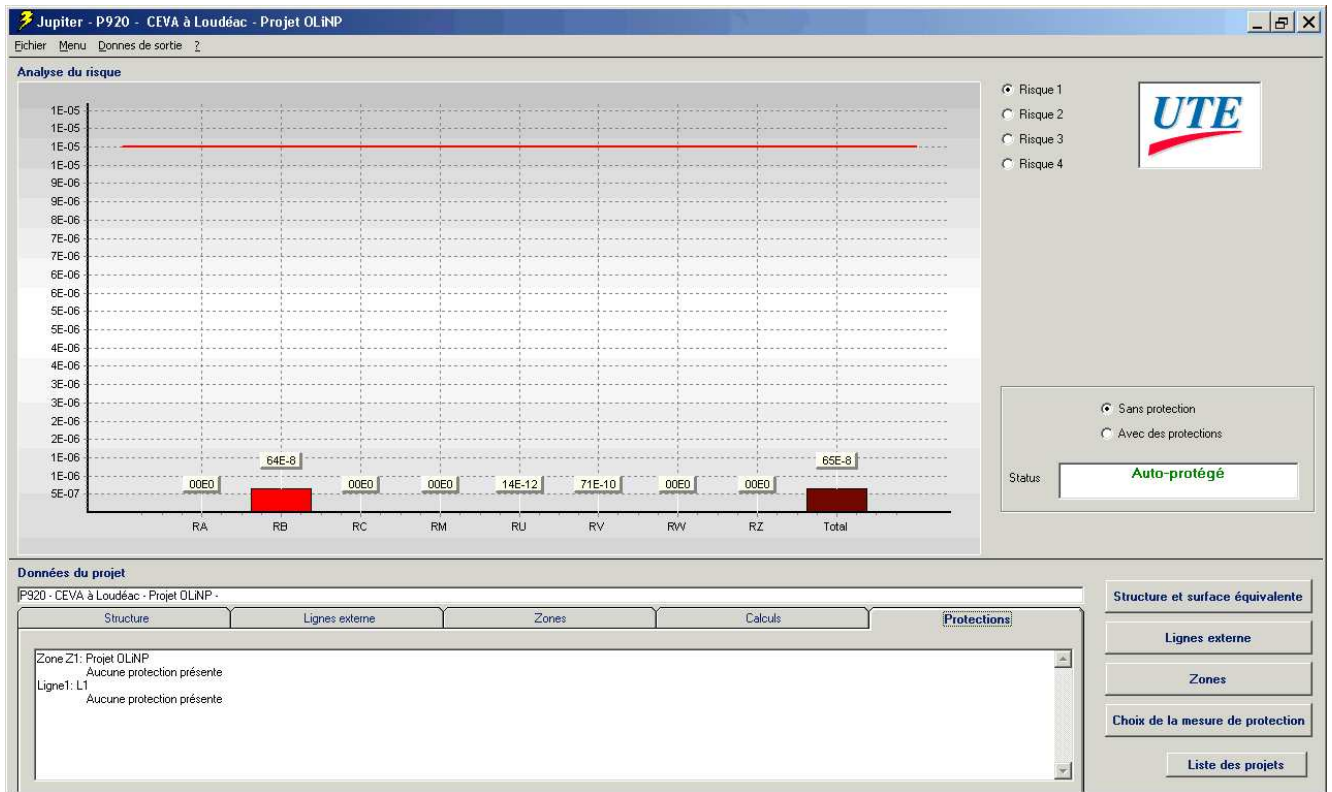 Jupiter - P920 - CEVA à Loudéac - Projet OLiNP
Fichier Menu Donnes de sortie ?
Analyse du risque
1E-05
1E-05
1E-05
1E-05
9E-06
9E-06
8E-06
7E-06
7E-06
6E-06
6E-06
5E-06
5E-06
4E-06
4E-06
3E-06
3E-06
2E-06
2E-06
1E-06
1E-06
5E-07
00E0 64E-8 00E0 00E0 14E-12 71E-10 00E0 00E0 65E-8
RA RB RC RM RU RV RW RZ Total
Risque 1
Risque 2
Risque 3
Risque 4
UTE
Sans protection
Avec des protections
Status Auto-protégé
Données du projet
P920 - CEVA à Loudéac - Projet OLiNP -
Structure Lignes externe Zones Calculs Protections
Zone Z1: Projet OLiNP
Aucune protection présente
Ligne1: L1
Aucune protection présente
Structure et surface équivalente
Lignes externe
Zones
Choix de la mesure de protection
Liste des projets